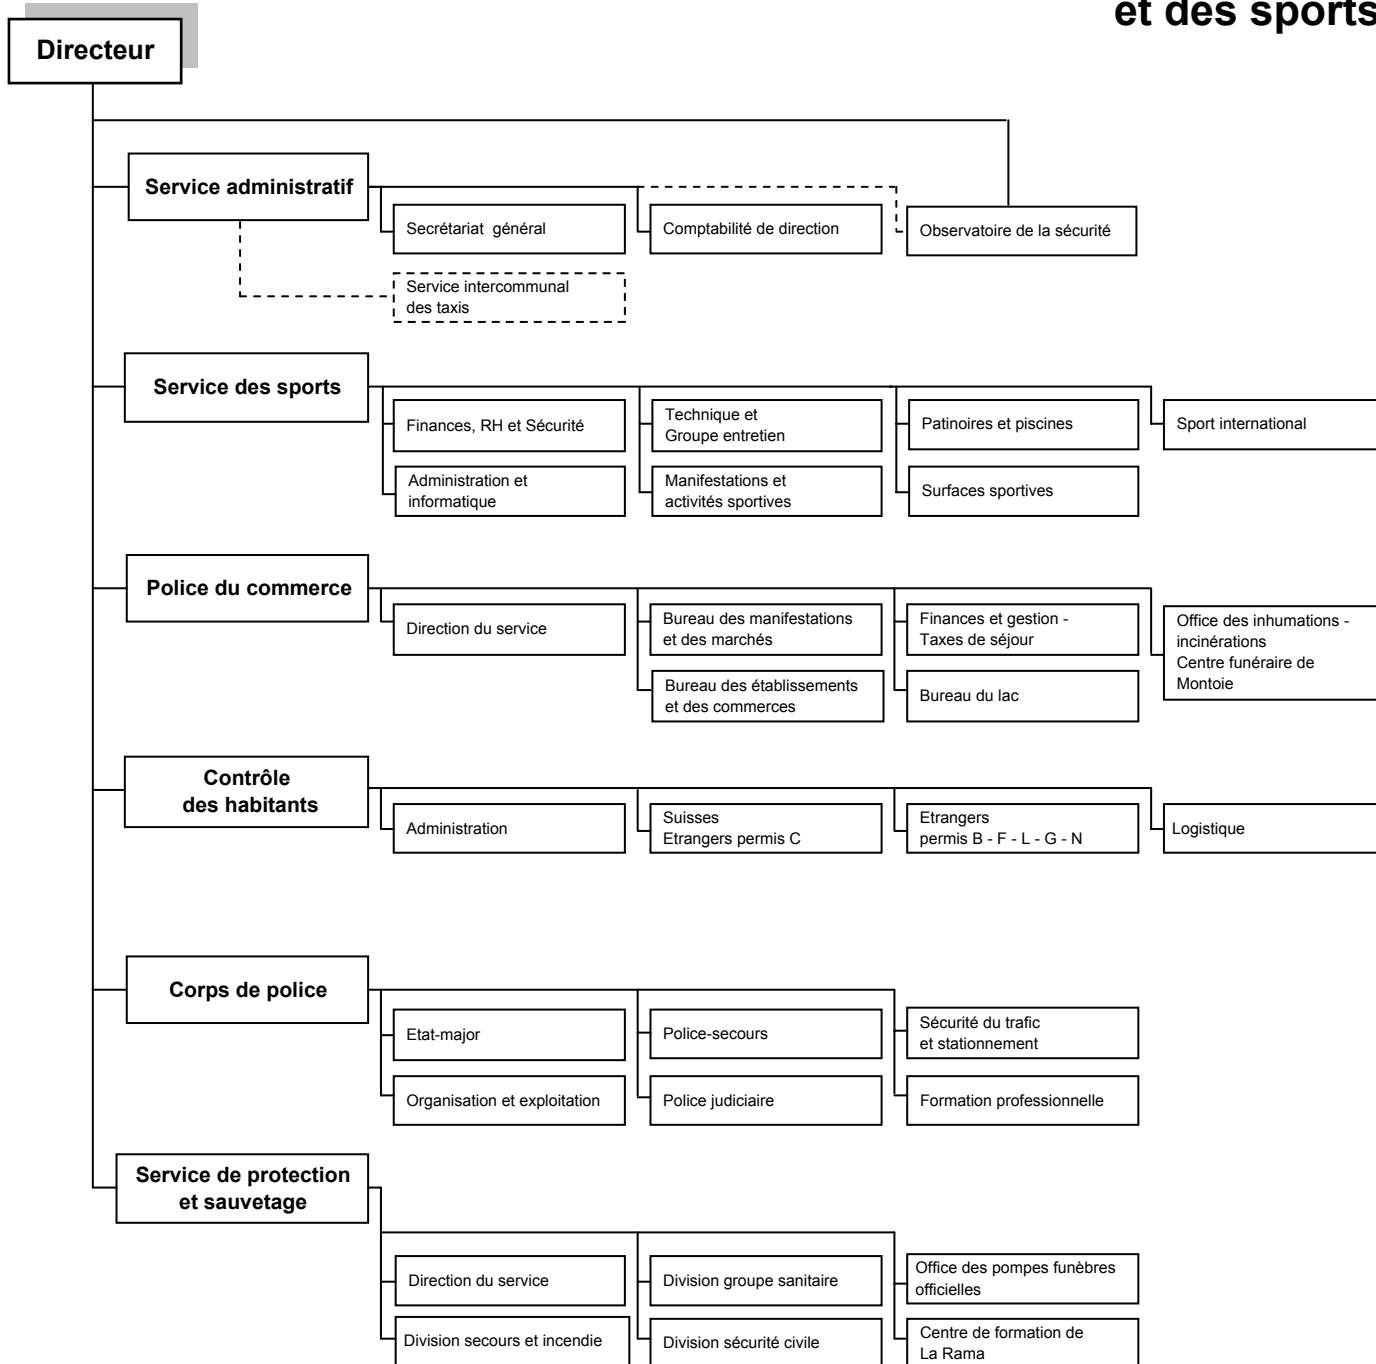 et des sports
Directeur
Service administratif
Secrétariat général
Comptabilité de direction
Observatoire de la sécurité
Service intercommunal
des taxis
Service des sports
Finances, RH et Sécurité
Technique et
Groupe entretien
Patinoires et piscines
Sport international
Administration et
informatique
Manifestations et
activités sportives
Surfaces sportives
Police du commerce
Direction du service
Bureau des manifestations
et des marchés
Finances et gestion -
Taxes de séjour
Office des inhumations -
incinérations
Centre funéraire de
Montoie
Bureau des établissements
et des commerces
Bureau du lac
Contrôle
des habitants
Administration
Suisses
Etrangers permis C
Etrangers
permis B - F - L - G - N
Logistique
Corps de police
Etat-major
Police-secours
Sécurité du trafic
et stationnement
Organisation et exploitation
Police judiciaire
Formation professionnelle
Service de protection
et sauvetage
Direction du service
Division groupe sanitaire
Office des pompes funèbres
officielles
Division secours et incendie
Division sécurité civile
Centre de formation de
La Rama